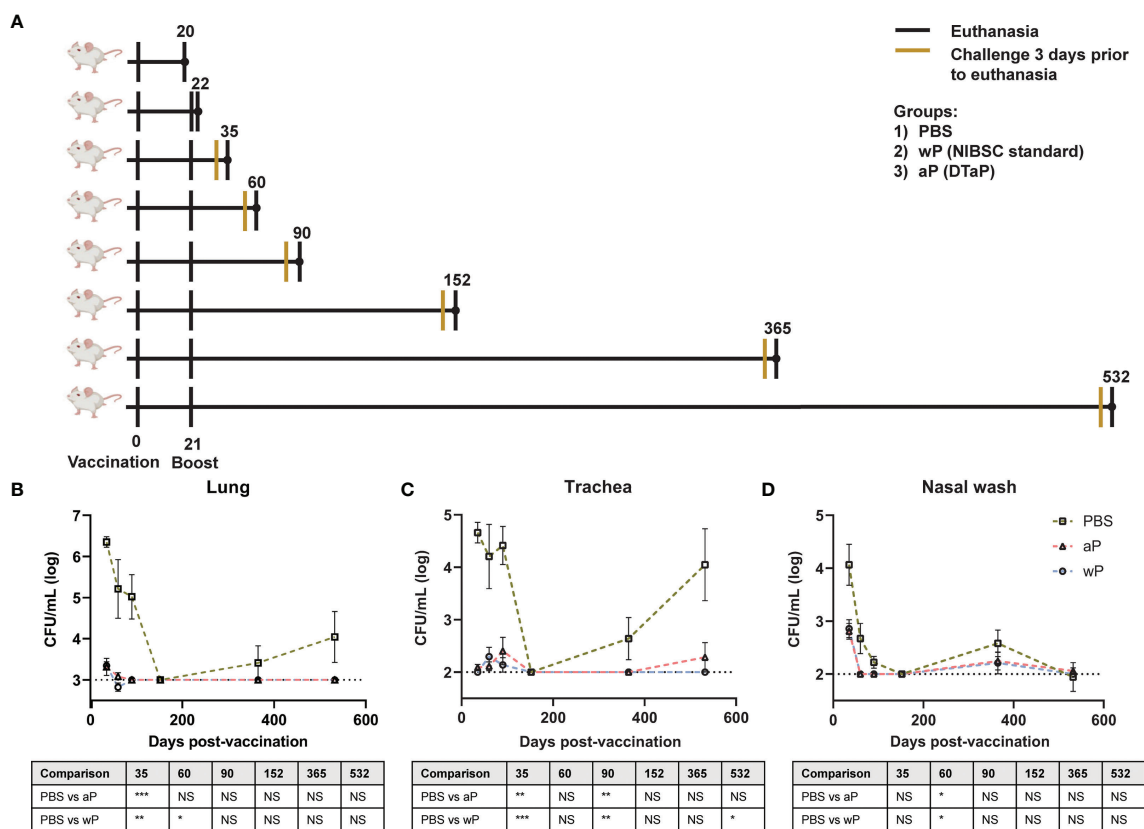 A
20
22
35
60
90
152
365
532
Euthanasia
Challenge 3 days prior
to euthanasia
Groups:
1) PBS
2) wP (NIBSC standard)
3) aP (DTaP)
0
21
Vaccination
Boost
B
Lung
CFU/mL (log)
7
6
5
4
3
0
200
400
600
Days post-vaccination
Comparison 35 60 90 152 365 532
PBS vs aP *** NS NS NS NS NS
PBS vs wP ** * NS NS NS NS
C
Trachea
CFU/mL (log)
5
4
3
2
0
200
400
600
Days post-vaccination
Comparison 35 60 90 152 365 532
PBS vs aP ** NS ** NS NS NS
PBS vs wP *** NS ** NS NS *
D
Nasal wash
CFU/mL (log)
5
4
3
2
0
200
400
600
Days post-vaccination
PBS
aP
wP
Comparison 35 60 90 152 365 532
PBS vs aP NS * NS NS NS NS
PBS vs wP NS * NS NS NS NS